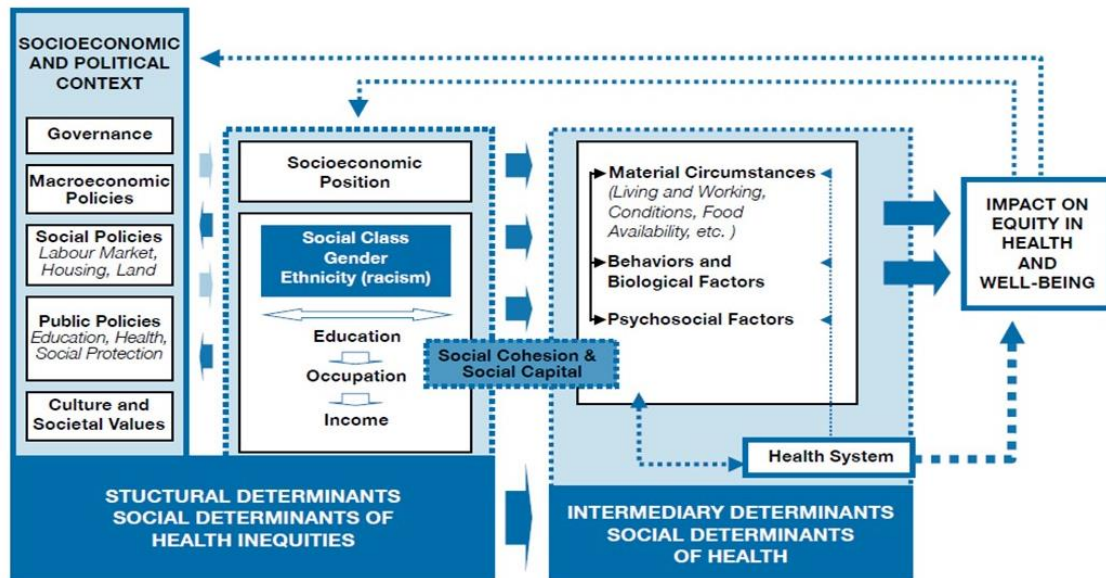 SOCIOECONOMIC
AND POLITICAL
CONTEXT
Governance
Macroeconomic
Policies
Social Policies
Labour Market,
Housing, Land
Public Policies
Education, Health,
Social Protection
Culture and
Societal Values
Socioeconomic
Position
Social Class
Gender
Ethnicity (racism)
Education
Occupation
Income
Social Cohesion &
Social Capital
STUCTURAL DETERMINANTS
SOCIAL DETERMINANTS OF
HEALTH INEQUITIES
Material Circumstances
(Living and Working,
Conditions, Food
Availability, etc. )
Behaviors and
Biological Factors
Psychosocial Factors
Health System
INTERMEDIARY DETERMINANTS
SOCIAL DETERMINANTS
OF HEALTH
IMPACT ON
EQUITY IN
HEALTH
AND
WELL-BEING